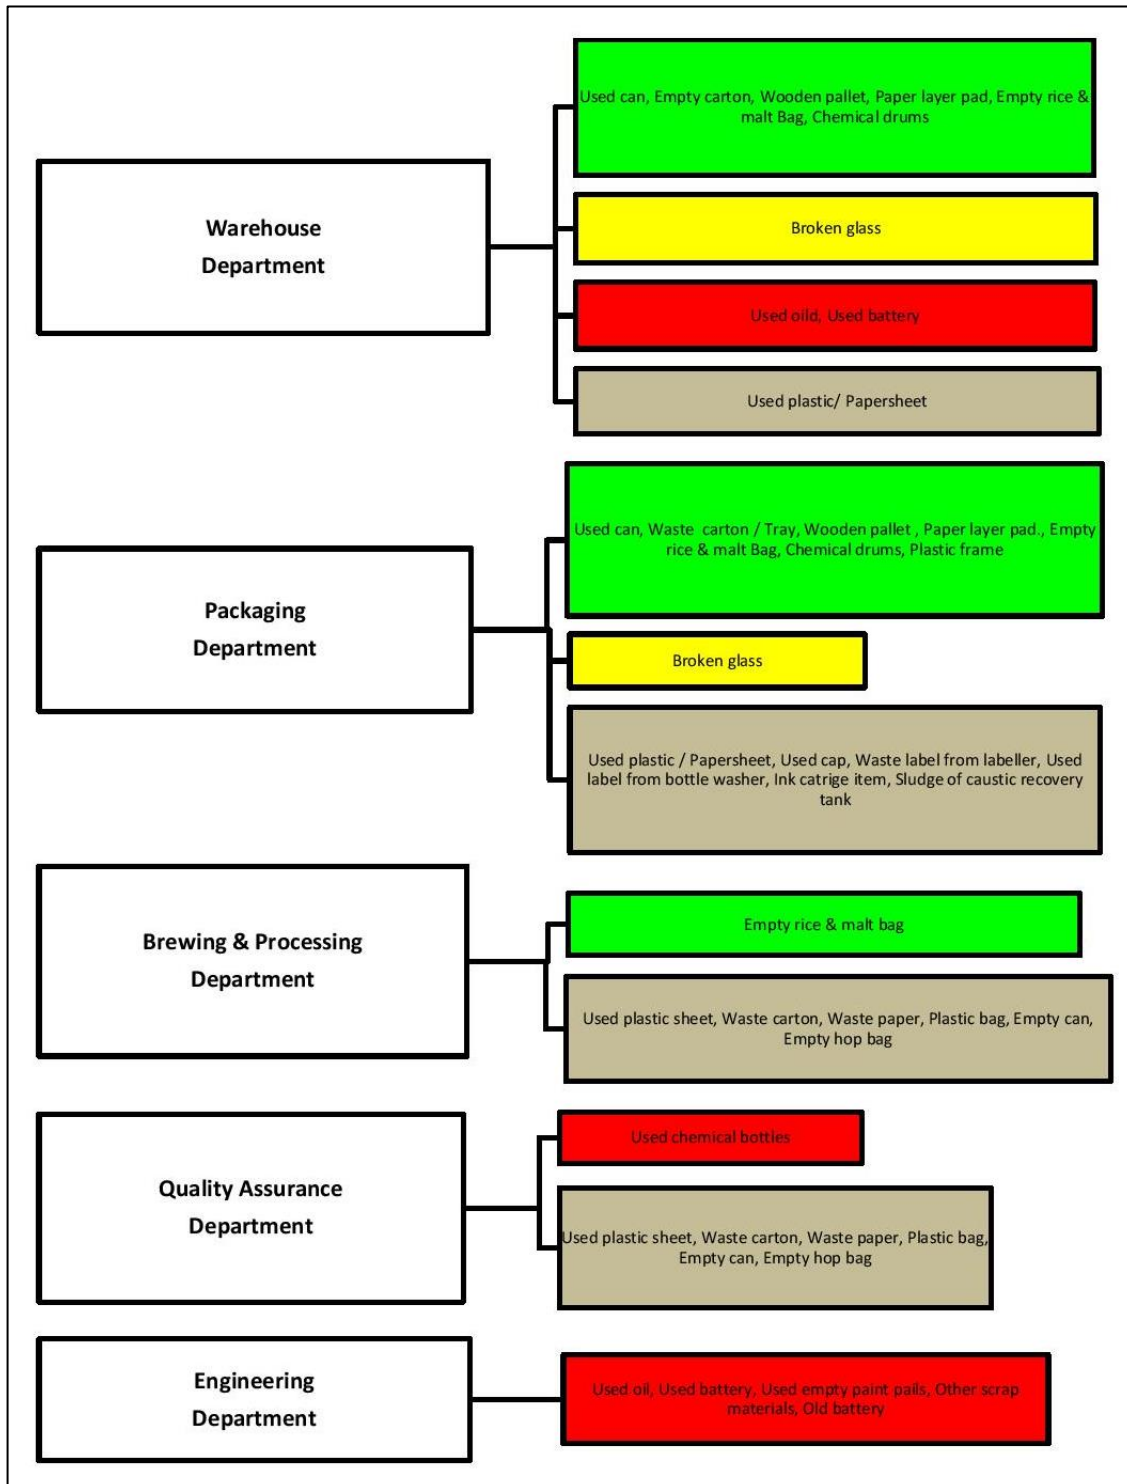 Used can, Empty carton, Wooden pallet, Paper layer pad, Empty rice &
malt Bag, Chemical drums
Warehouse
Department
Broken glass
Used oild, Used battery
Used plastic/ Papersheet
Used can, Waste carton / Tray, Wooden pallet , Paper layer pad., Empty
rice & malt Bag, Chemical drums, Plastic frame
Packaging
Department
Broken glass
Used plastic / Papersheet, Used cap, Waste label from labeller, Used
label from bottle washer, Ink catrige item, Sludge of caustic recovery
tank
Brewing & Processing
Department
Empty rice & malt bag
Used plastic sheet, Waste carton, Waste paper, Plastic bag, Empty can,
Empty hop bag
Quality Assurance
Department
Used chemical bottles
Used plastic sheet, Waste carton, Waste paper, Plastic bag,
Empty can, Empty hop bag
Engineering
Department
Used oil, Used battery, Used empty paint pails, Other scrap
materials, Old battery